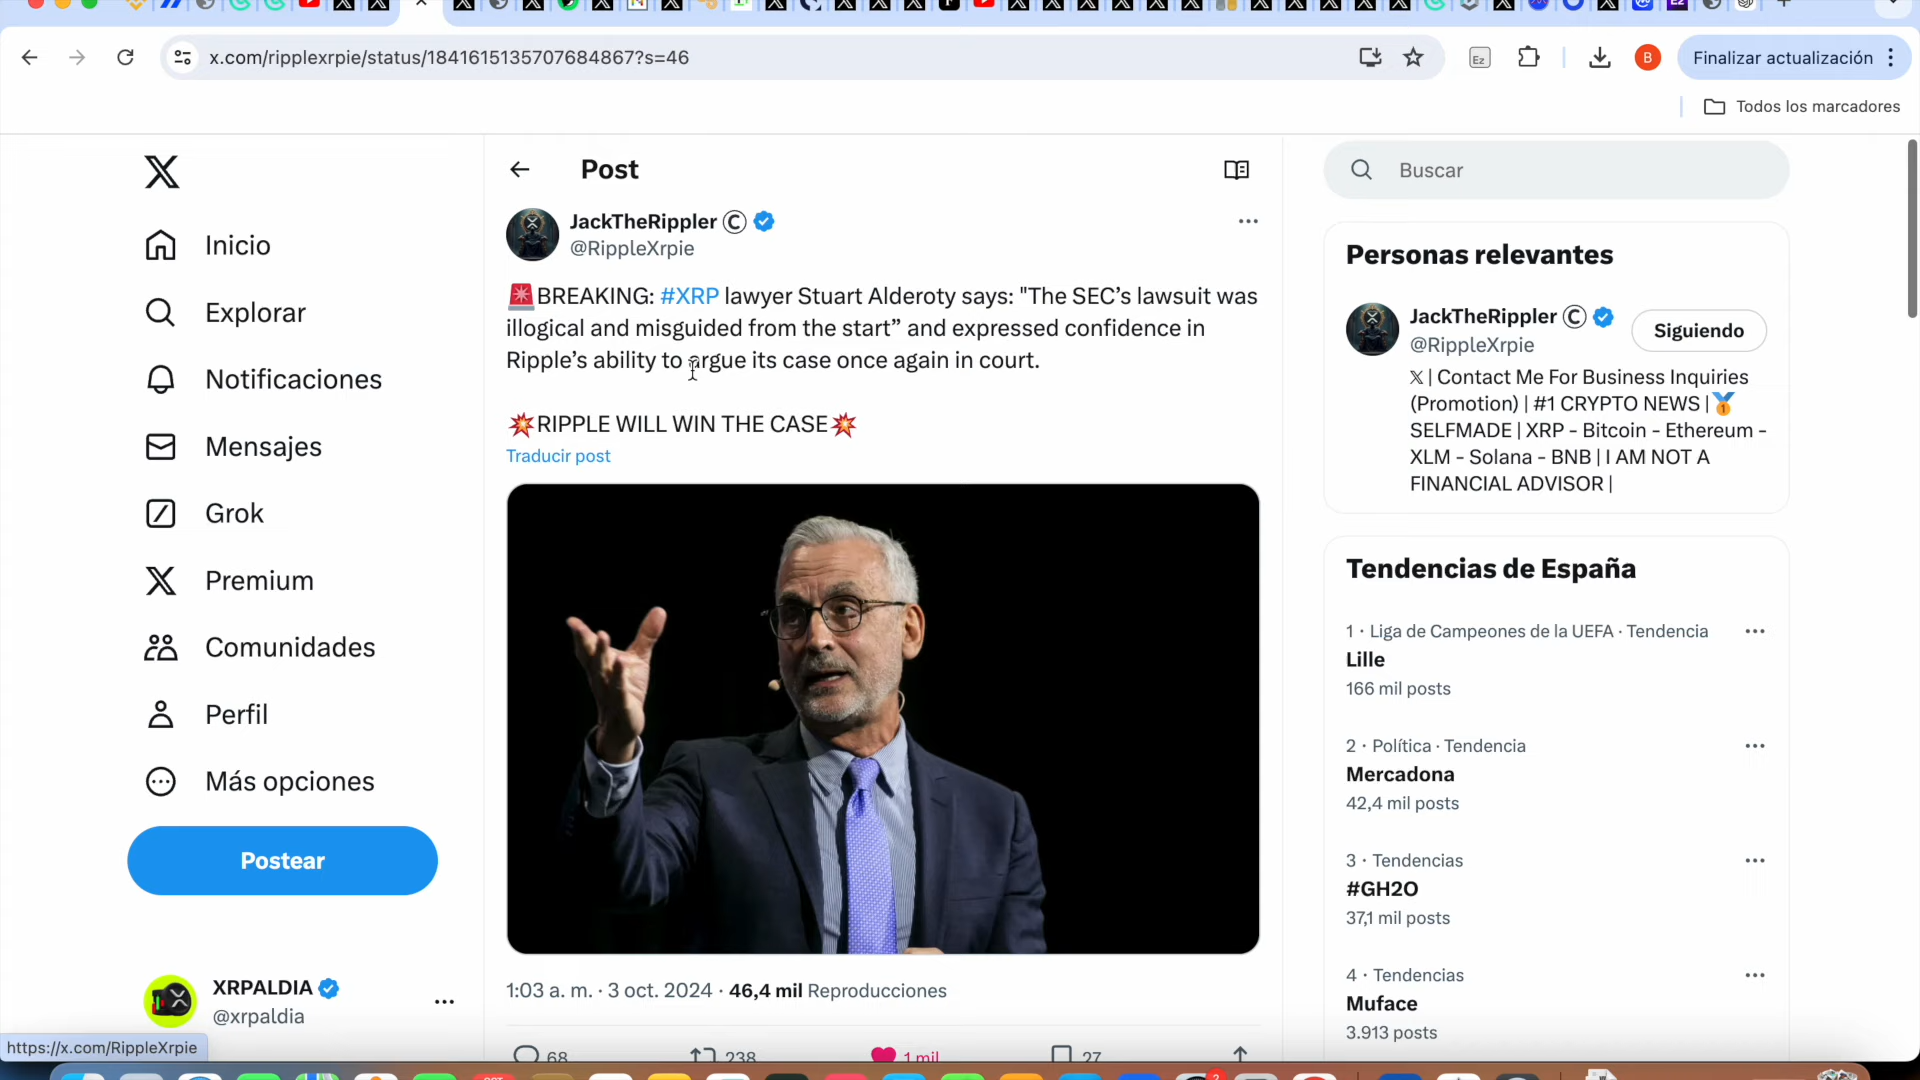 x.com/ripplexrpie/status/1841615135707684867?s=46
Ez
B
Finalizar actualización
Todos los marcadores
Inicio
Explorar
Notificaciones
Mensajes
Grok
Premium
Comunidades
Perfil
Más opciones
Postear
XRPALDIA
@xrpaldia
https://x.com/RippleXrpie
Post
JackTheRippler ©
@RippleXrpie
🚨BREAKING: #XRP lawyer Stuart Alderoty says: "The SEC’s lawsuit was
illogical and misguided from the start” and expressed confidence in
Ripple’s ability to argue its case once again in court.
💥RIPPLE WILL WIN THE CASE💥
Traducir post
1:03 a. m. · 3 oct. 2024 · 46,4 mil Reproducciones
68
238
1 mil
27
Buscar
Personas relevantes
JackTheRippler ©
@RippleXrpie
Siguiendo
𝕏 | Contact Me For Business Inquiries
(Promotion) | #1 CRYPTO NEWS |🥇
SELFMADE | XRP - Bitcoin - Ethereum -
XLM - Solana - BNB | I AM NOT A
FINANCIAL ADVISOR |
Tendencias de España
1 · Liga de Campeones de la UEFA · Tendencia
Lille
166 mil posts
2 · Política · Tendencia
Mercadona
42,4 mil posts
3 · Tendencias
#GH2O
37,1 mil posts
4 · Tendencias
Muface
3.913 posts